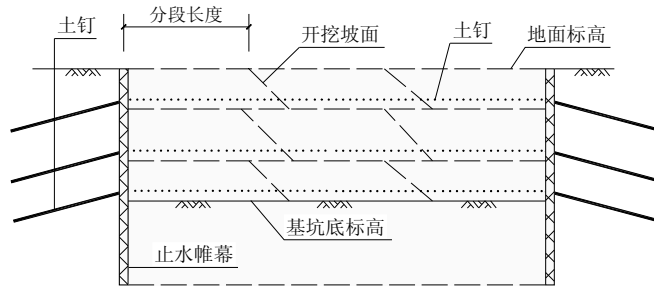 分段长度
土钉
开挖坡面
土钉
地面标高
基坑底标高
止水帷幕